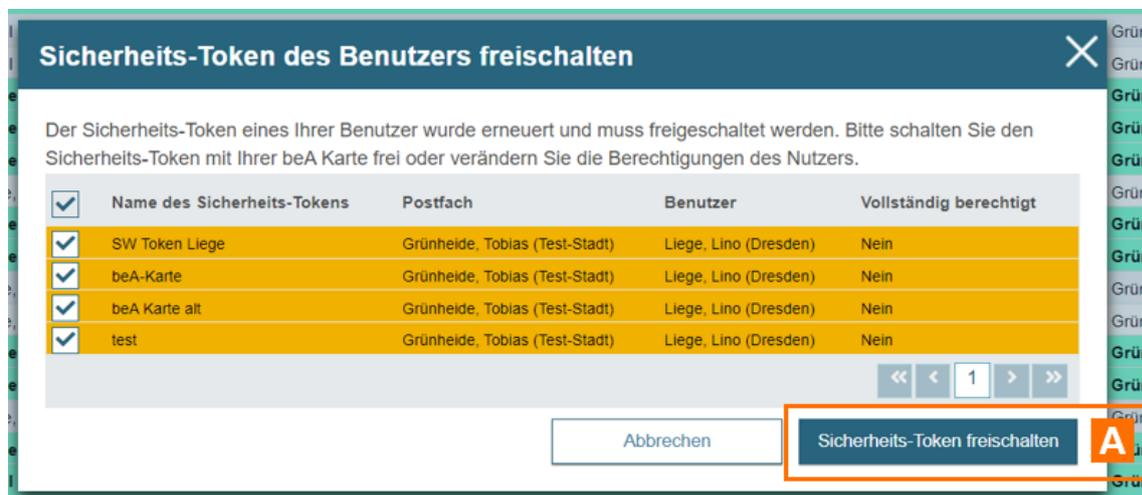 Sicherheits-Token des Benutzers freischalten
Der Sicherheits-Token eines Ihrer Benutzer wurde erneuert und muss freigeschaltet werden. Bitte schalten Sie den
Sicherheits-Token mit Ihrer beA Karte frei oder verändern Sie die Berechtigungen des Nutzers.
Name des Sicherheits-Tokens Postfach Benutzer Vollständig berechtigt
SW Token Liege Grünheide, Tobias (Test-Stadt) Liege, Lino (Dresden) Nein
beA-Karte Grünheide, Tobias (Test-Stadt) Liege, Lino (Dresden) Nein
beA Karte alt Grünheide, Tobias (Test-Stadt) Liege, Lino (Dresden) Nein
test Grünheide, Tobias (Test-Stadt) Liege, Lino (Dresden) Nein
« < 1 > »
Abbrechen Sicherheits-Token freischalten A